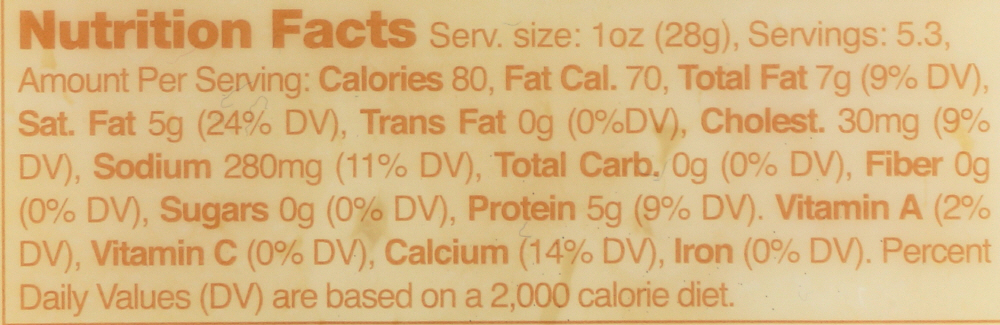 Nutrition Facts Serv. size: 1oz (28g), Servings: 5.3,
Amount Per Serving: Calories 80, Fat Cal. 70, Total Fat 7g (9% DV),
Sat. Fat 5g (24% DV), Trans Fat 0g (0%DV), Cholest. 30mg (9%
DV), Sodium 280mg (11% DV), Total Carb. 0g (0% DV), Fiber 0g
(0% DV), Sugars 0g (0% DV), Protein 5g (9% DV). Vitamin A (2%
DV), Vitamin C (0% DV), Calcium (14% DV), Iron (0% DV). Percent
Daily Values (DV) are based on a 2,000 calorie diet.